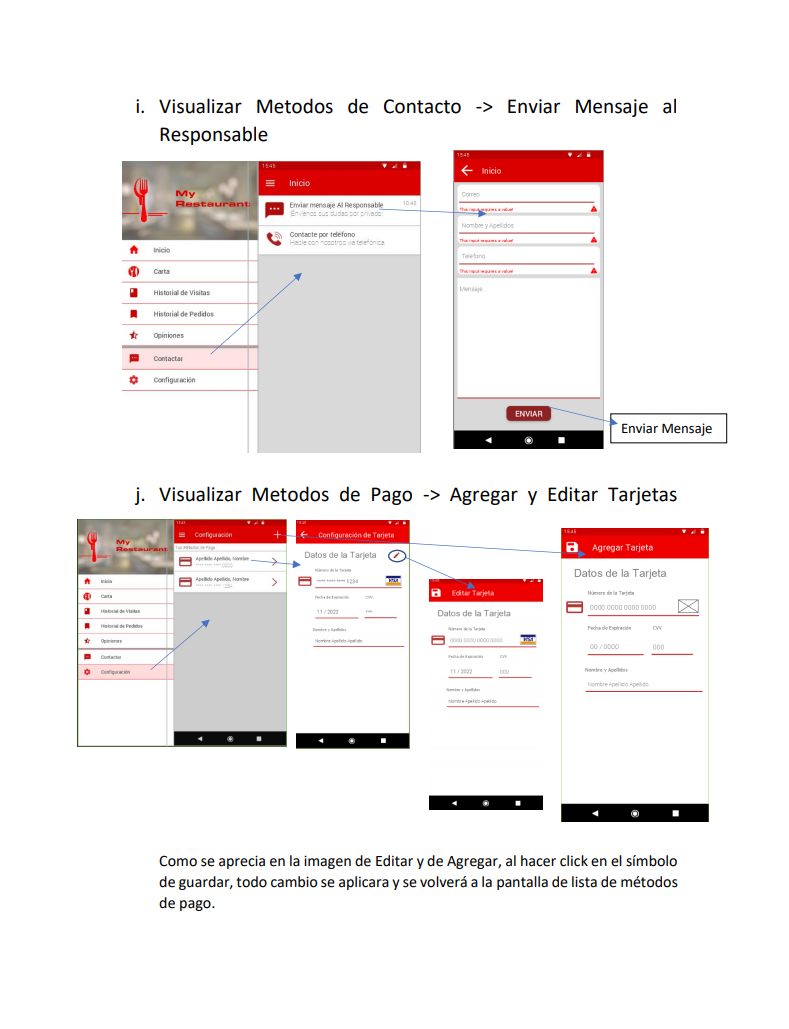 i. Visualizar Metodos de Contacto -> Enviar Mensaje al
Responsable
My
Restaurant
Inicio
Carta
Historial de Visitas
Historial de Pedidos
Opiniones
Contactar
Configuración
15:45
Inicio
Enviar mensaje Al Responsable
10:45
¡Envíenos sus dudas por privado!
Contacte por teléfono
Hable con nosotros vía telefónica
15:45
Inicio
Correo
This input requires a value!
Nombre y Apelidos
This input requires a value!
Telefono
This input requires a value!
Mensaje
ENVIAR
Enviar Mensaje
j. Visualizar Metodos de Pago -> Agregar y Editar Tarjetas
My
Restaurant
Inicio
Carta
Historial de Visitas
Historial de Pedidos
Opiniones
Contactar
Configuración
15:45
Configuración
+
Tus Métodos de Pago
Apellido Apellido, Nombre
Apellido Apellido, Nombre
15:45
Configuración de Tarjeta
Datos de la Tarjeta
Número de la Tarjeta
**** **** **** 1234
VISA
Fecha de Expiración CVV
11 / 2022 ***
Nombre y Apellidos
Nombre Apellido Apellido
Editar Tarjeta
Datos de la Tarjeta
Número de la Tarjeta
0000 0000 0000 0000
VISA
Fecha de Expiración CVV
11 / 2022 000
Nombre y Apellidos
Nombre Apellido Apellido
15:45
Agregar Tarjeta
Datos de la Tarjeta
Número de la Tarjeta
0000 0000 0000 0000
Fecha de Expiración CVV
00 / 0000 000
Nombre y Apellidos
Nombre Apellido Apellido
Como se aprecia en la imagen de Editar y de Agregar, al hacer click en el símbolo
de guardar, todo cambio se aplicara y se volverá a la pantalla de lista de métodos
de pago.